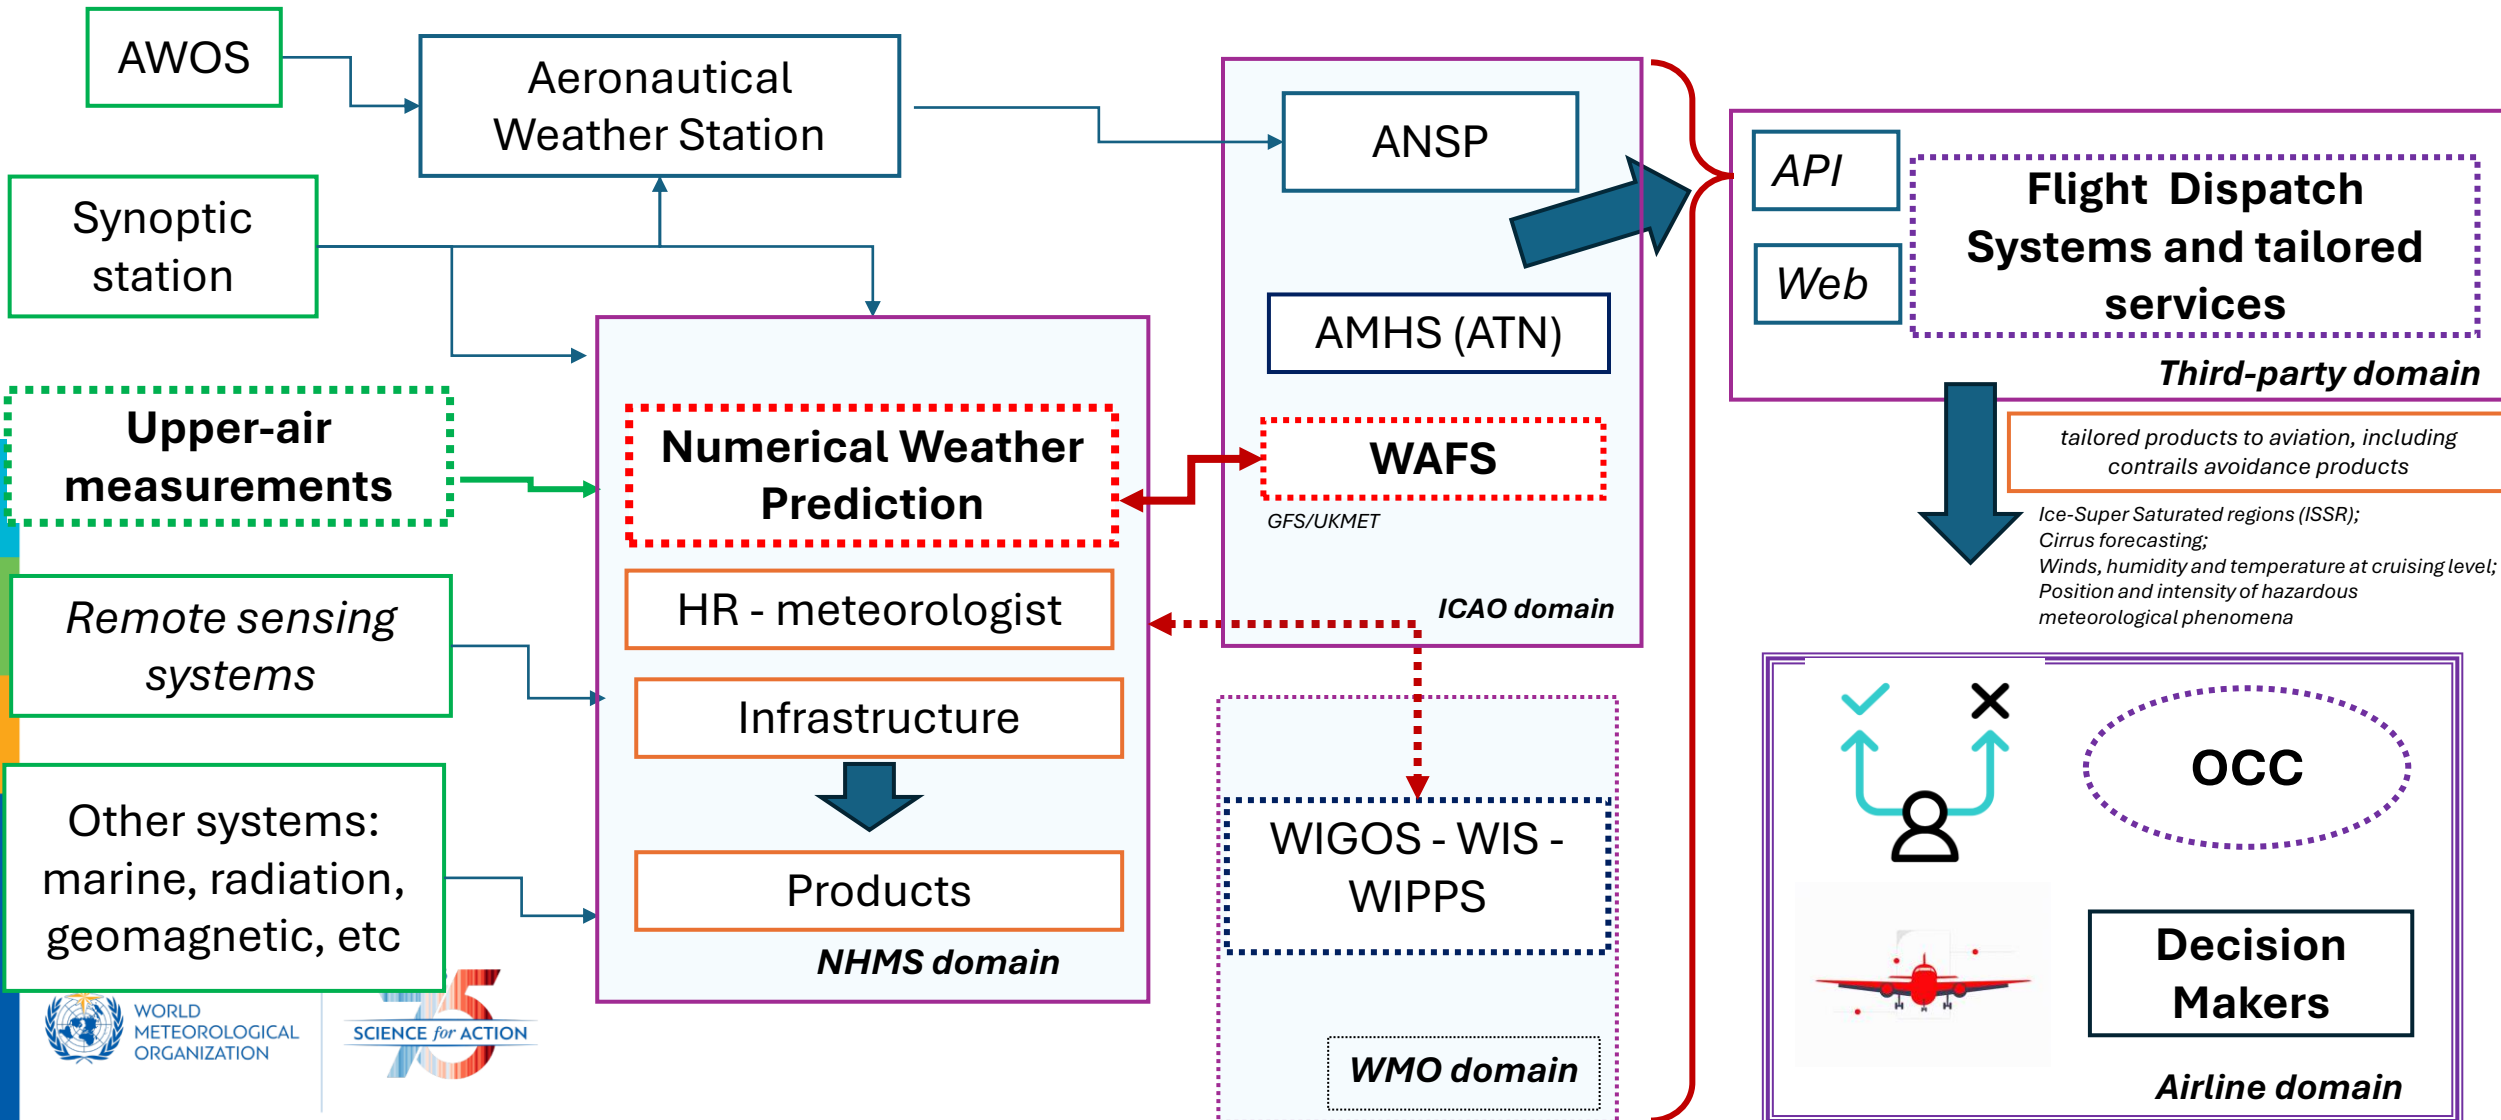 AWOS
Aeronautical
Weather Station
Synoptic
station
Upper-air
measurements
Remote sensing
systems
Other systems:
marine, radiation,
geomagnetic, etc
Numerical Weather
Prediction
HR - meteorologist
Infrastructure
Products
NHMS domain
ANSP
AMHS (ATN)
WAFS
GFS/UKMET
ICAO domain
WIGOS - WIS -
WIPPS
WMO domain
API
Web
Flight Dispatch
Systems and tailored
services
Third-party domain
tailored products to aviation, including
contrails avoidance products
Ice-Super Saturated regions (ISSR);
Cirrus forecasting;
Winds, humidity and temperature at cruising level;
Position and intensity of hazardous
meteorological phenomena
OCC
Decision
Makers
Airline domain
WORLD
METEOROLOGICAL
ORGANIZATION
75
SCIENCE for ACTION